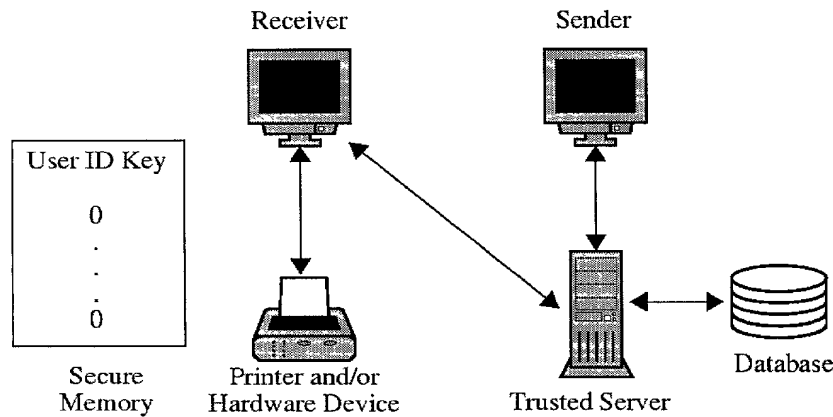 Receiver
Sender
User ID Key
0
.
.
.
0
Secure
Memory
Printer and/or
Hardware Device
Trusted Server
Database